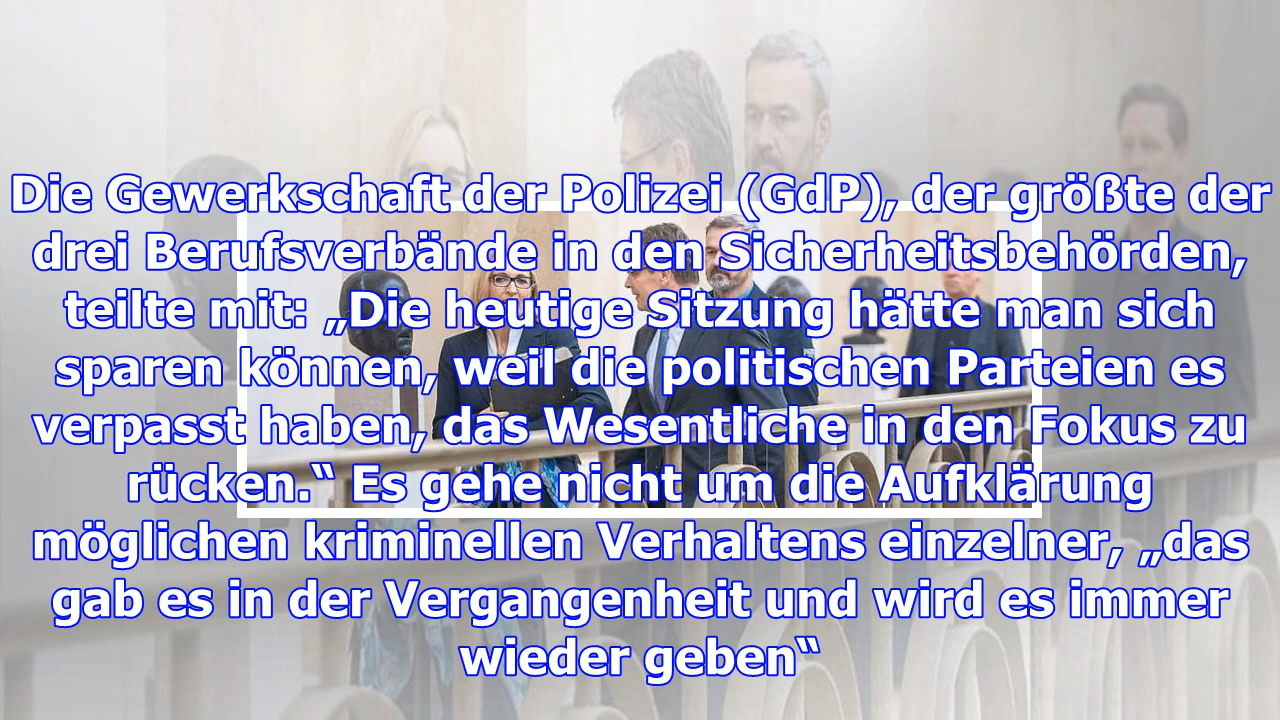 Die Gewerkschaft der Polizei (GdP), der größte der
drei Berufsverbände in den Sicherheitsbehörden,
teilte mit: „Die heutige Sitzung hätte man sich
sparen können, weil die politischen Parteien es
verpasst haben, das Wesentliche in den Fokus zu
rücken.“ Es gehe nicht um die Aufklärung
möglichen kriminellen Verhaltens einzelner, „das
gab es in der Vergangenheit und wird es immer
wieder geben“